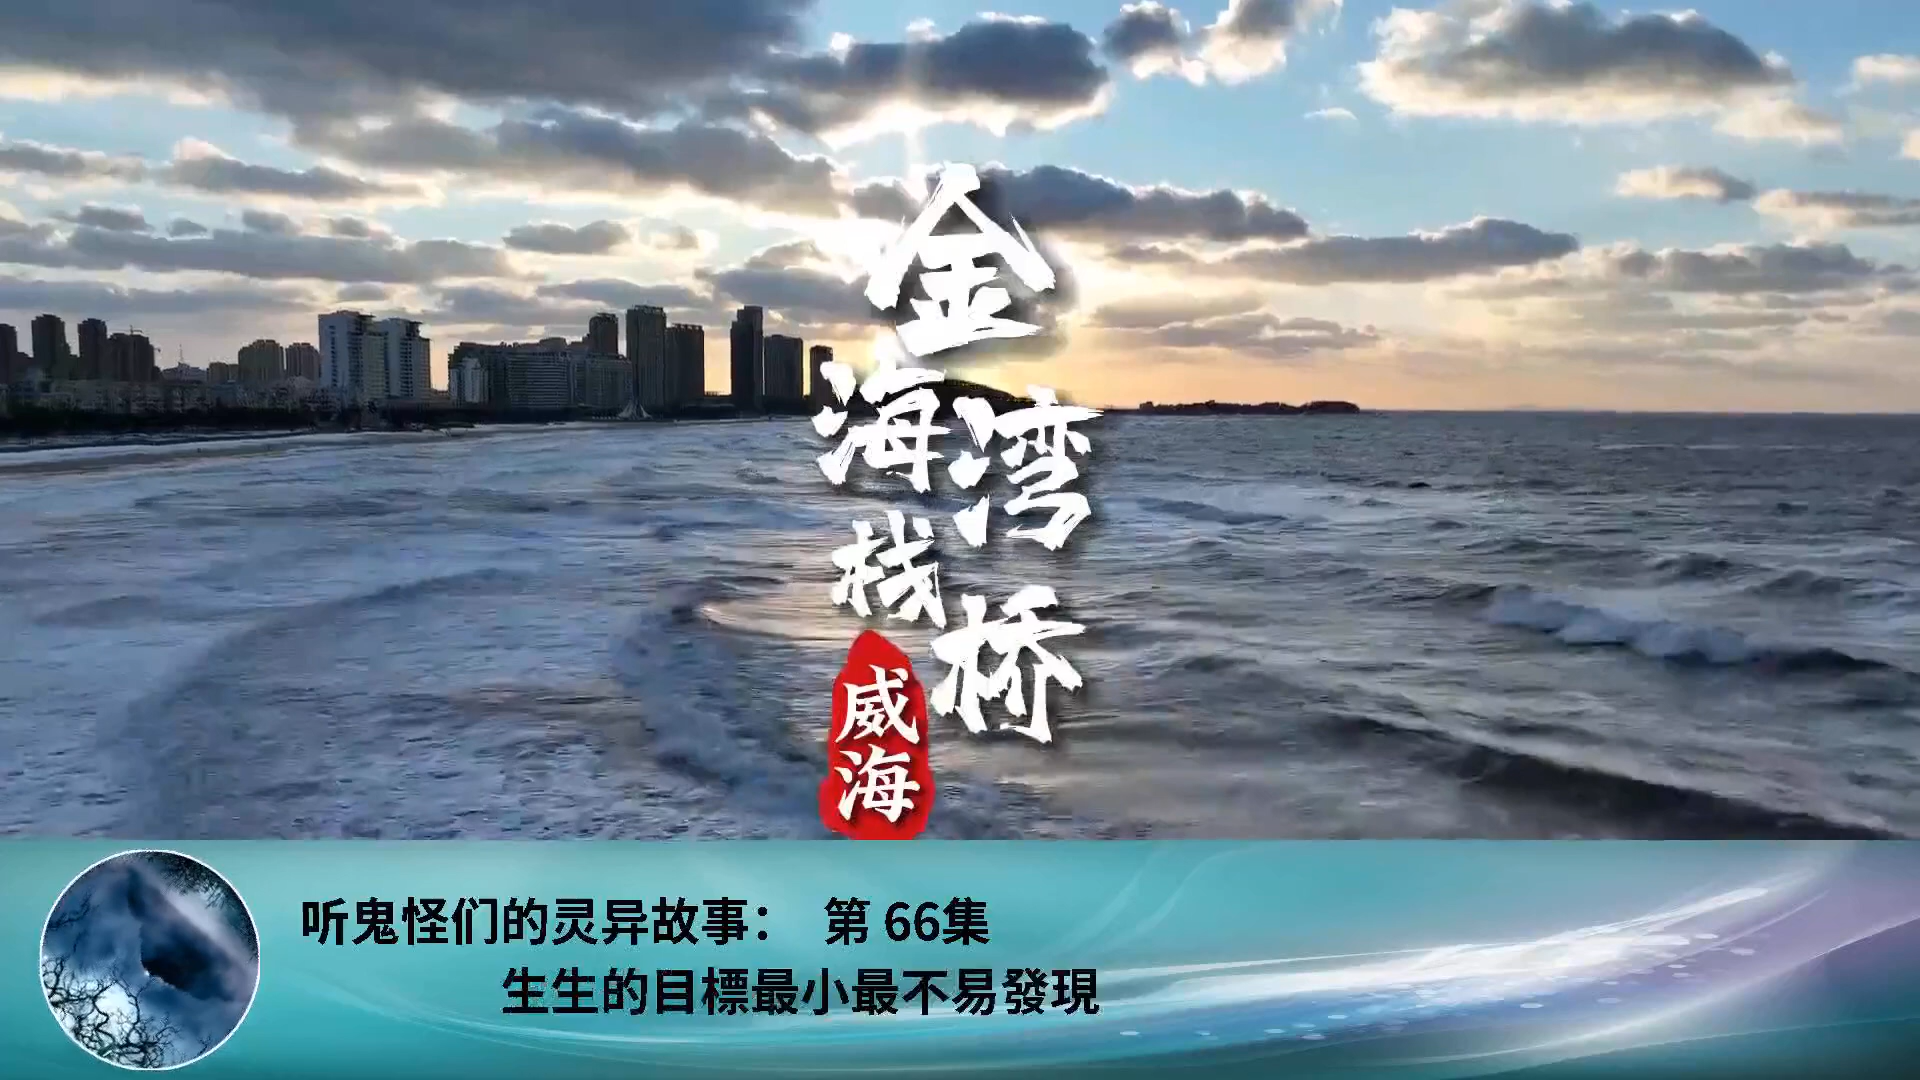 金海湾栈桥
威海
听鬼怪们的灵异故事： 第 66集
生生的目標最小最不易發現